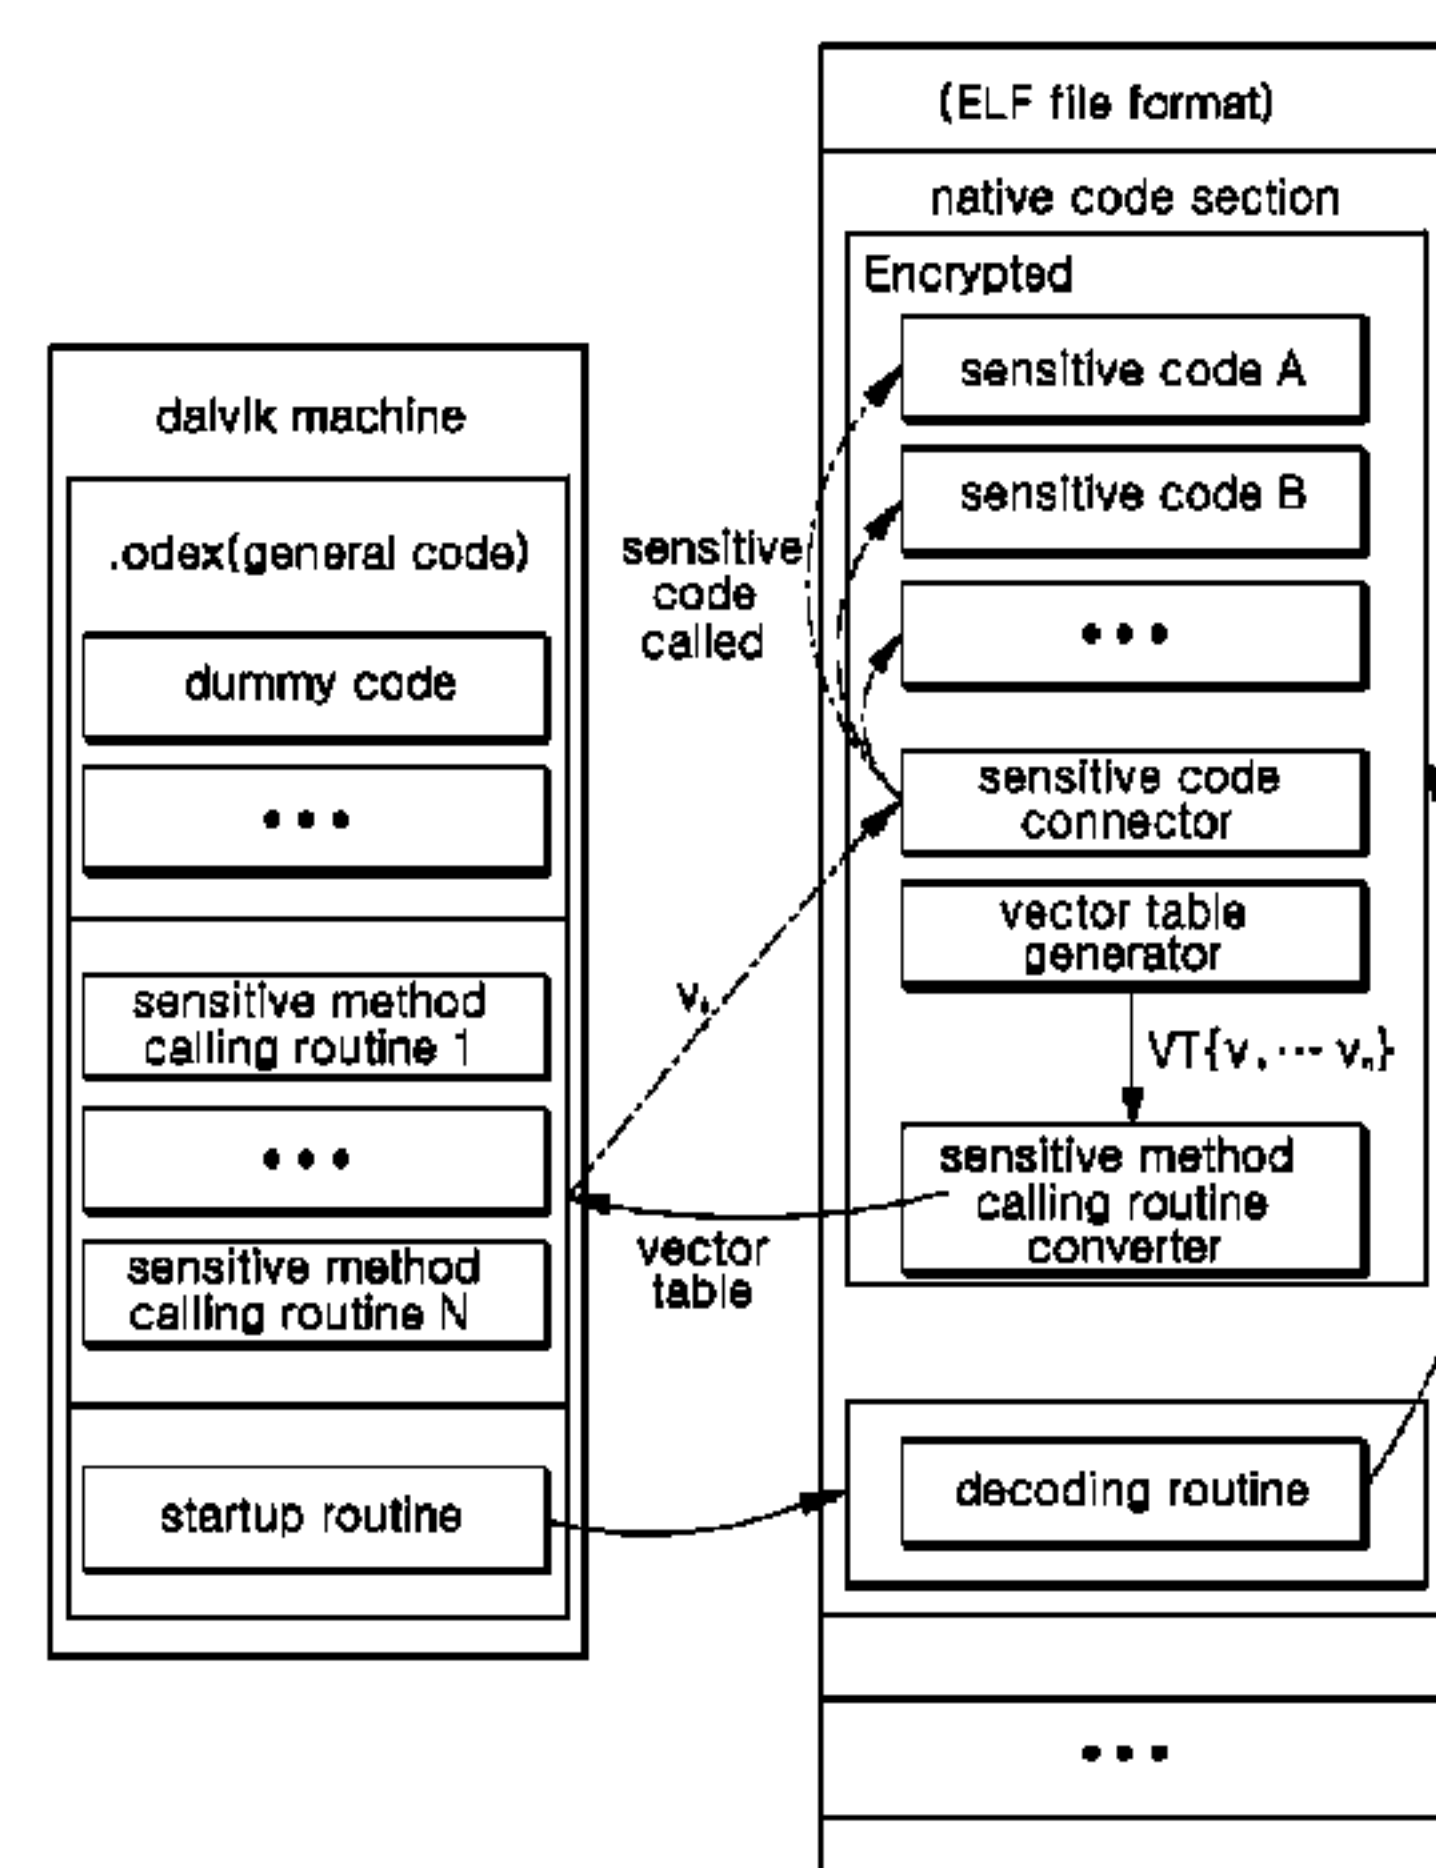 (ELF file format)
native code section
Encrypted
sensitive code A
sensitive code B
•••
sensitive code
connector
vector table
generator
VT{v, ··· vₙ}
sensitive method
calling routine
converter
decoding routine
•••
dalvik machine
.odex(general code)
dummy code
•••
sensitive method
calling routine 1
•••
sensitive method
calling routine N
startup routine
sensitive
code
called
vector
table